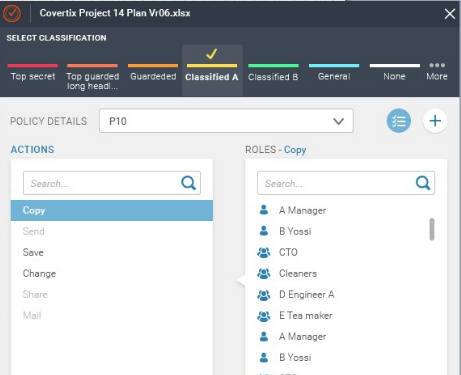 Covertix Project 14 Plan Vr06.xlsx
SELECT CLASSIFICATION
Top secret
Top guarded
long headl...
Guardeded
Classified A
Classified B
General
None
More
POLICY DETAILS
P10
ACTIONS
Search...
Copy
Send
Save
Change
Share
Mail
ROLES - Copy
Search...
A Manager
B Yossi
CTO
Cleaners
D Engineer A
E Tea maker
A Manager
B Yossi